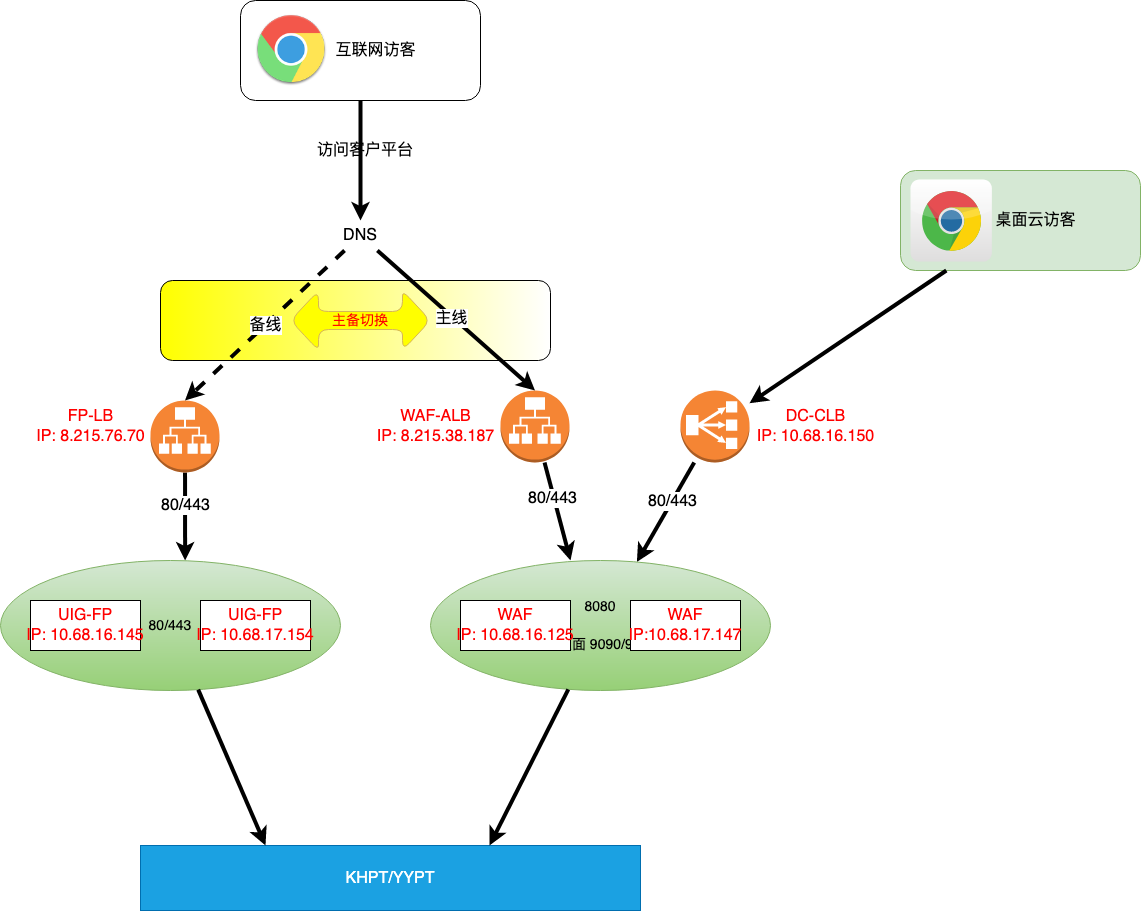 互联网访客
访问客户平台
桌面云访客
DNS
备线
主备切换
主线
FP-LB
IP: 8.215.76.70
WAF-ALB
IP: 8.215.38.187
DC-CLB
IP: 10.68.16.150
80/443
80/443
80/443
UIG-FP
IP: 10.68.16.145
80/443
UIG-FP
IP: 10.68.17.154
WAF
IP: 10.68.16.125
8080
面 9090/9
WAF
IP:10.68.17.147
KHPT/YYPT